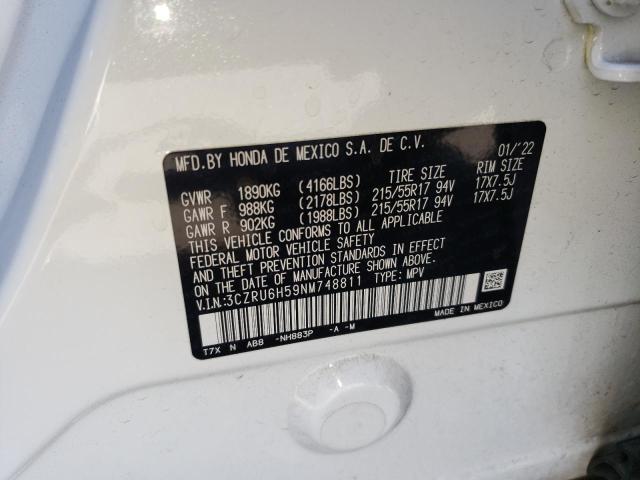 MFD.BY HONDA DE MEXICO S.A. DE C.V. 01/'22
TIRE SIZE RIM SIZE
GVWR 1890KG (4166LBS)
GAWR F 988KG (2178LBS) 215/55R17 94V 17X7.5J
GAWR R 902KG (1988LBS) 215/55R17 94V 17X7.5J
THIS VEHICLE CONFORMS TO ALL APPLICABLE
FEDERAL MOTOR VEHICLE SAFETY
AND THEFT PREVENTION STANDARDS IN EFFECT
ON THE DATE OF MANUFACTURE SHOWN ABOVE.
V.I.N:3CZRU6H59NM748811 TYPE: MPV
T7X N AB8 -NH883P -A -M
MADE IN MEXICO